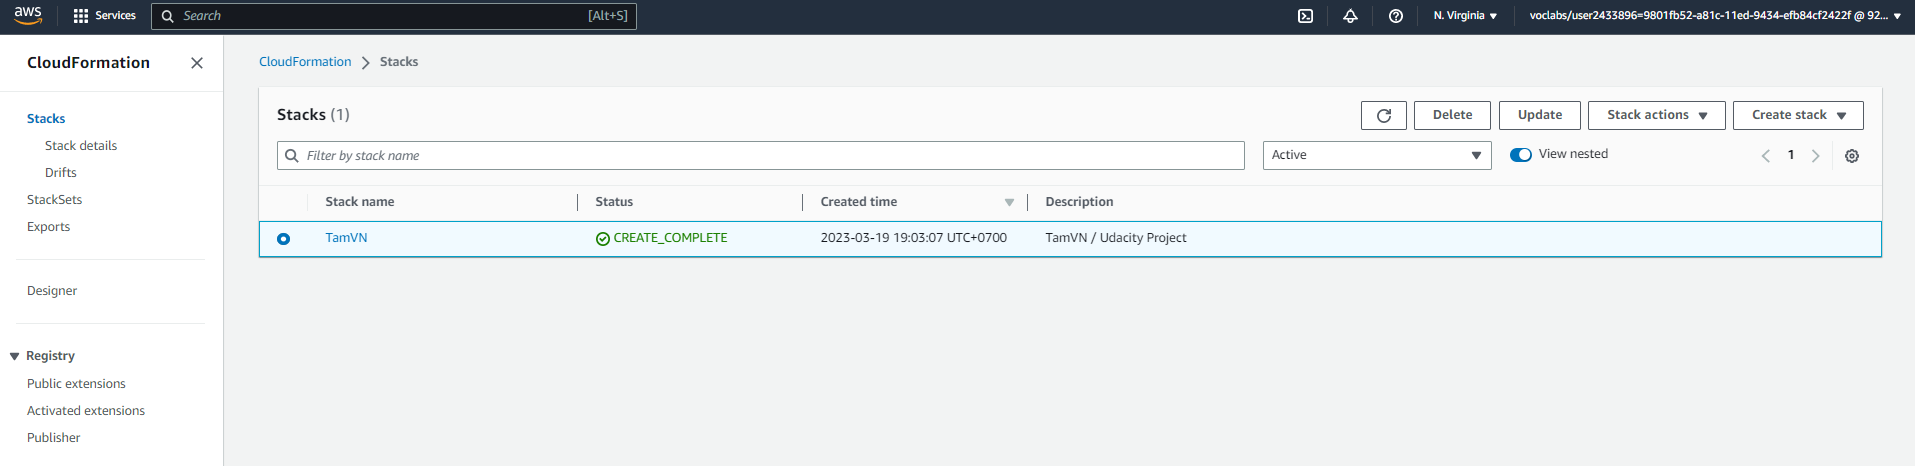 aws Services Search [Alt+S] N. Virginia voclabs/user2433896=9801fb52-a81c-11ed-9434-efb84cf2422f @ 92...
CloudFormation
Stacks
Stack details
Drifts
StackSets
Exports
Designer
Registry
Public extensions
Activated extensions
Publisher
CloudFormation Stacks
Stacks (1) Delete Update Stack actions Create stack
Filter by stack name Active View nested 1
Stack name Status Created time Description
TamVN CREATE_COMPLETE 2023-03-19 19:03:07 UTC+0700 TamVN / Udacity Project